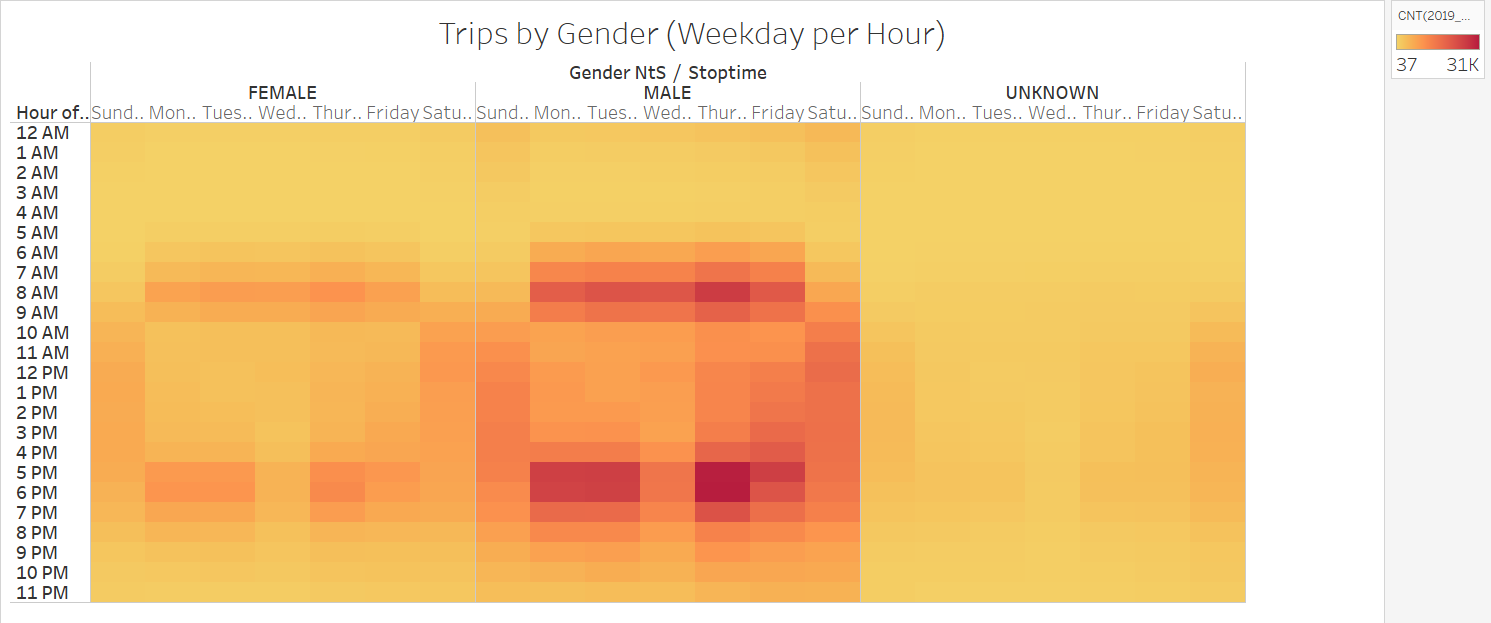 Trips by Gender (Weekday per Hour)
CNT(2019_...
37 31K
Gender NtS / Stoptime
FEMALE MALE UNKNOWN
Hour of.. Sund.. Mon.. Tues.. Wed.. Thur.. Friday Satu.. Sund.. Mon.. Tues.. Wed.. Thur.. Friday Satu.. Sund.. Mon.. Tues.. Wed.. Thur.. Friday Satu..
12 AM
1 AM
2 AM
3 AM
4 AM
5 AM
6 AM
7 AM
8 AM
9 AM
10 AM
11 AM
12 PM
1 PM
2 PM
3 PM
4 PM
5 PM
6 PM
7 PM
8 PM
9 PM
10 PM
11 PM